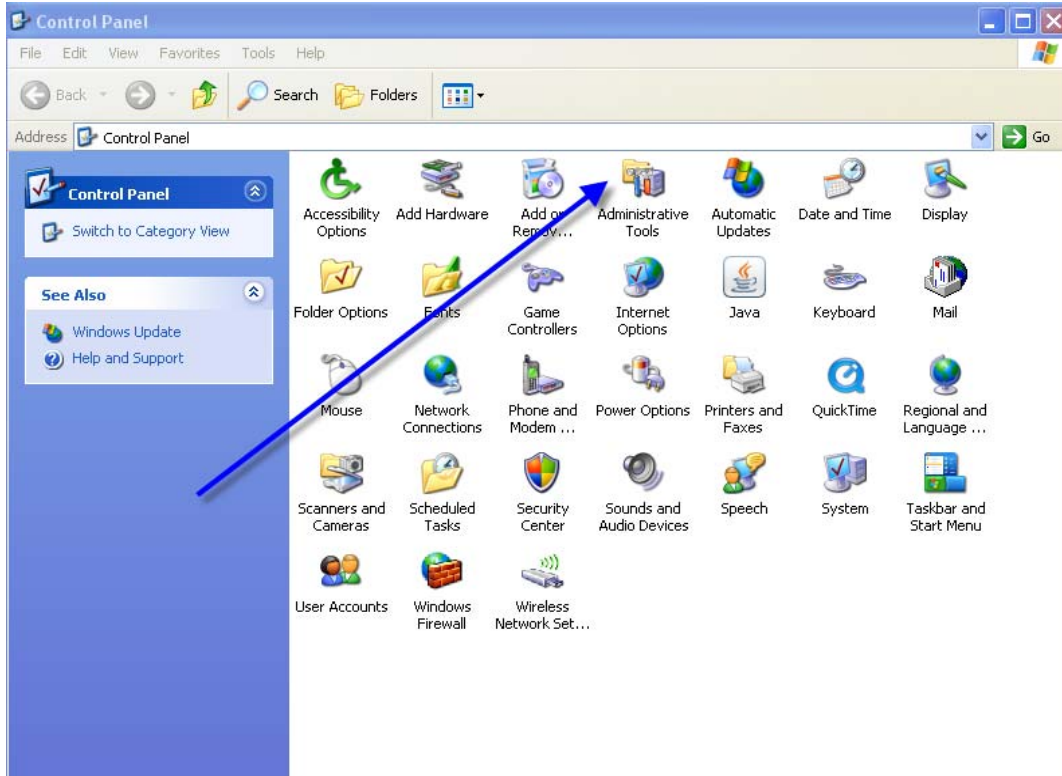 Control Panel
File Edit View Favorites Tools Help
Back Search Folders
Address Control Panel Go
Control Panel
Switch to Category View
See Also
Windows Update
Help and Support
Accessibility Options
Add Hardware
Add or Remov...
Administrative Tools
Automatic Updates
Date and Time
Display
Folder Options
Fonts
Game Controllers
Internet Options
Java
Keyboard
Mail
Mouse
Network Connections
Phone and Modem ...
Power Options
Printers and Faxes
QuickTime
Regional and Language ...
Scanners and Cameras
Scheduled Tasks
Security Center
Sounds and Audio Devices
Speech
System
Taskbar and Start Menu
User Accounts
Windows Firewall
Wireless Network Set...